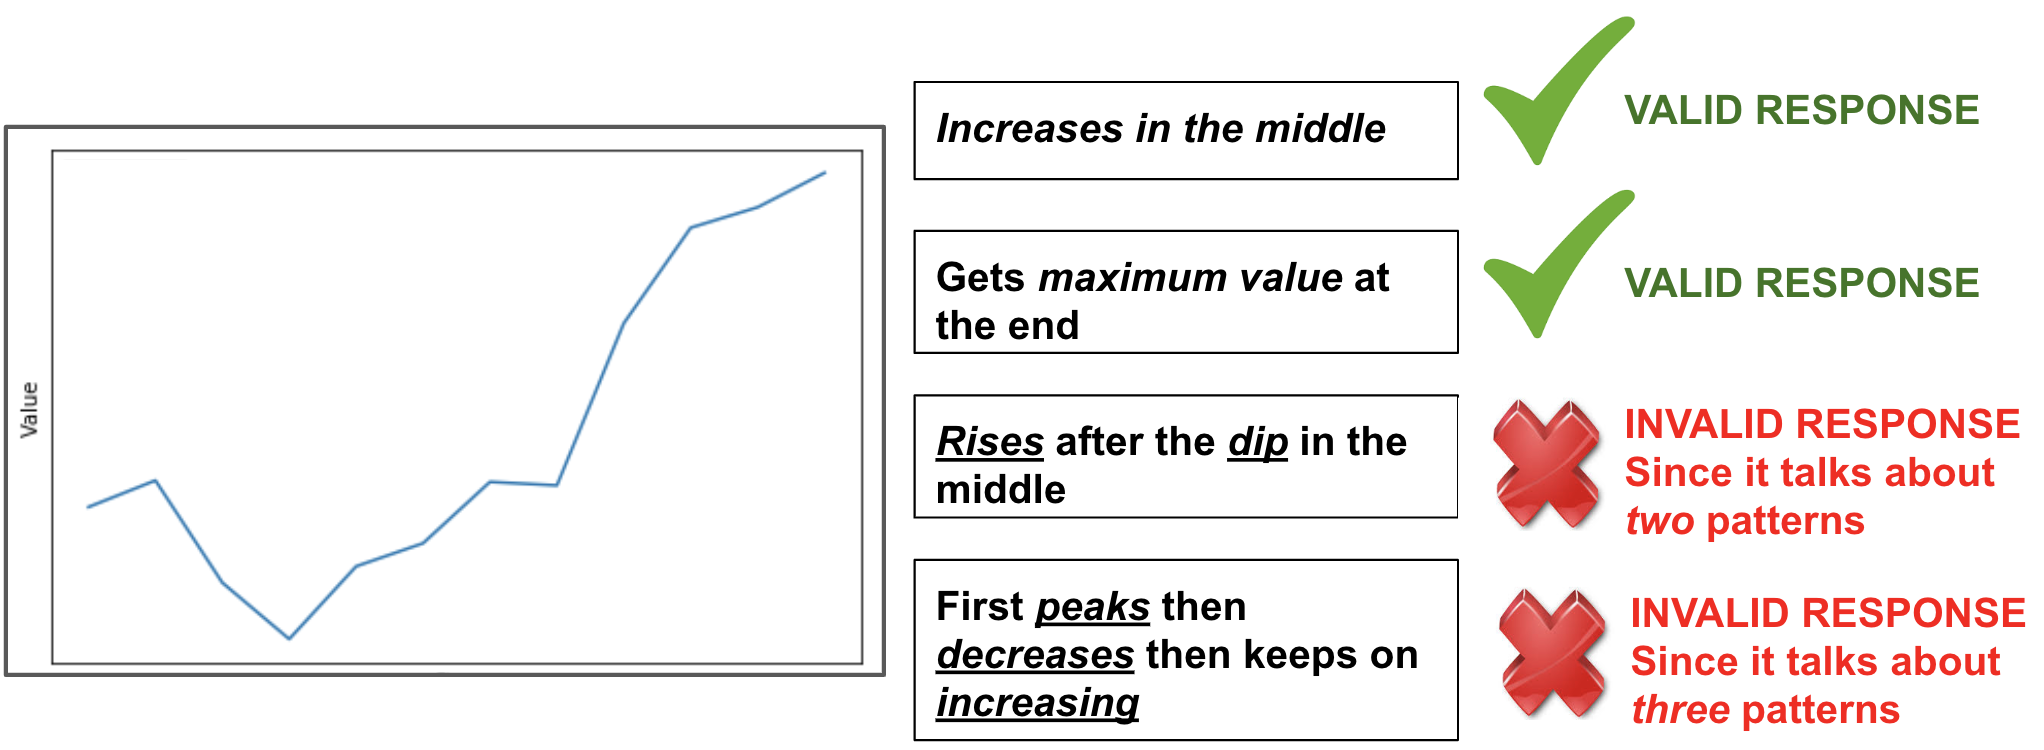 Value
Increases in the middle
VALID RESPONSE
Gets maximum value at
the end
VALID RESPONSE
Rises after the dip in the
middle
INVALID RESPONSE
Since it talks about
two patterns
First peaks then
decreases then keeps on
increasing
INVALID RESPONSE
Since it talks about
three patterns